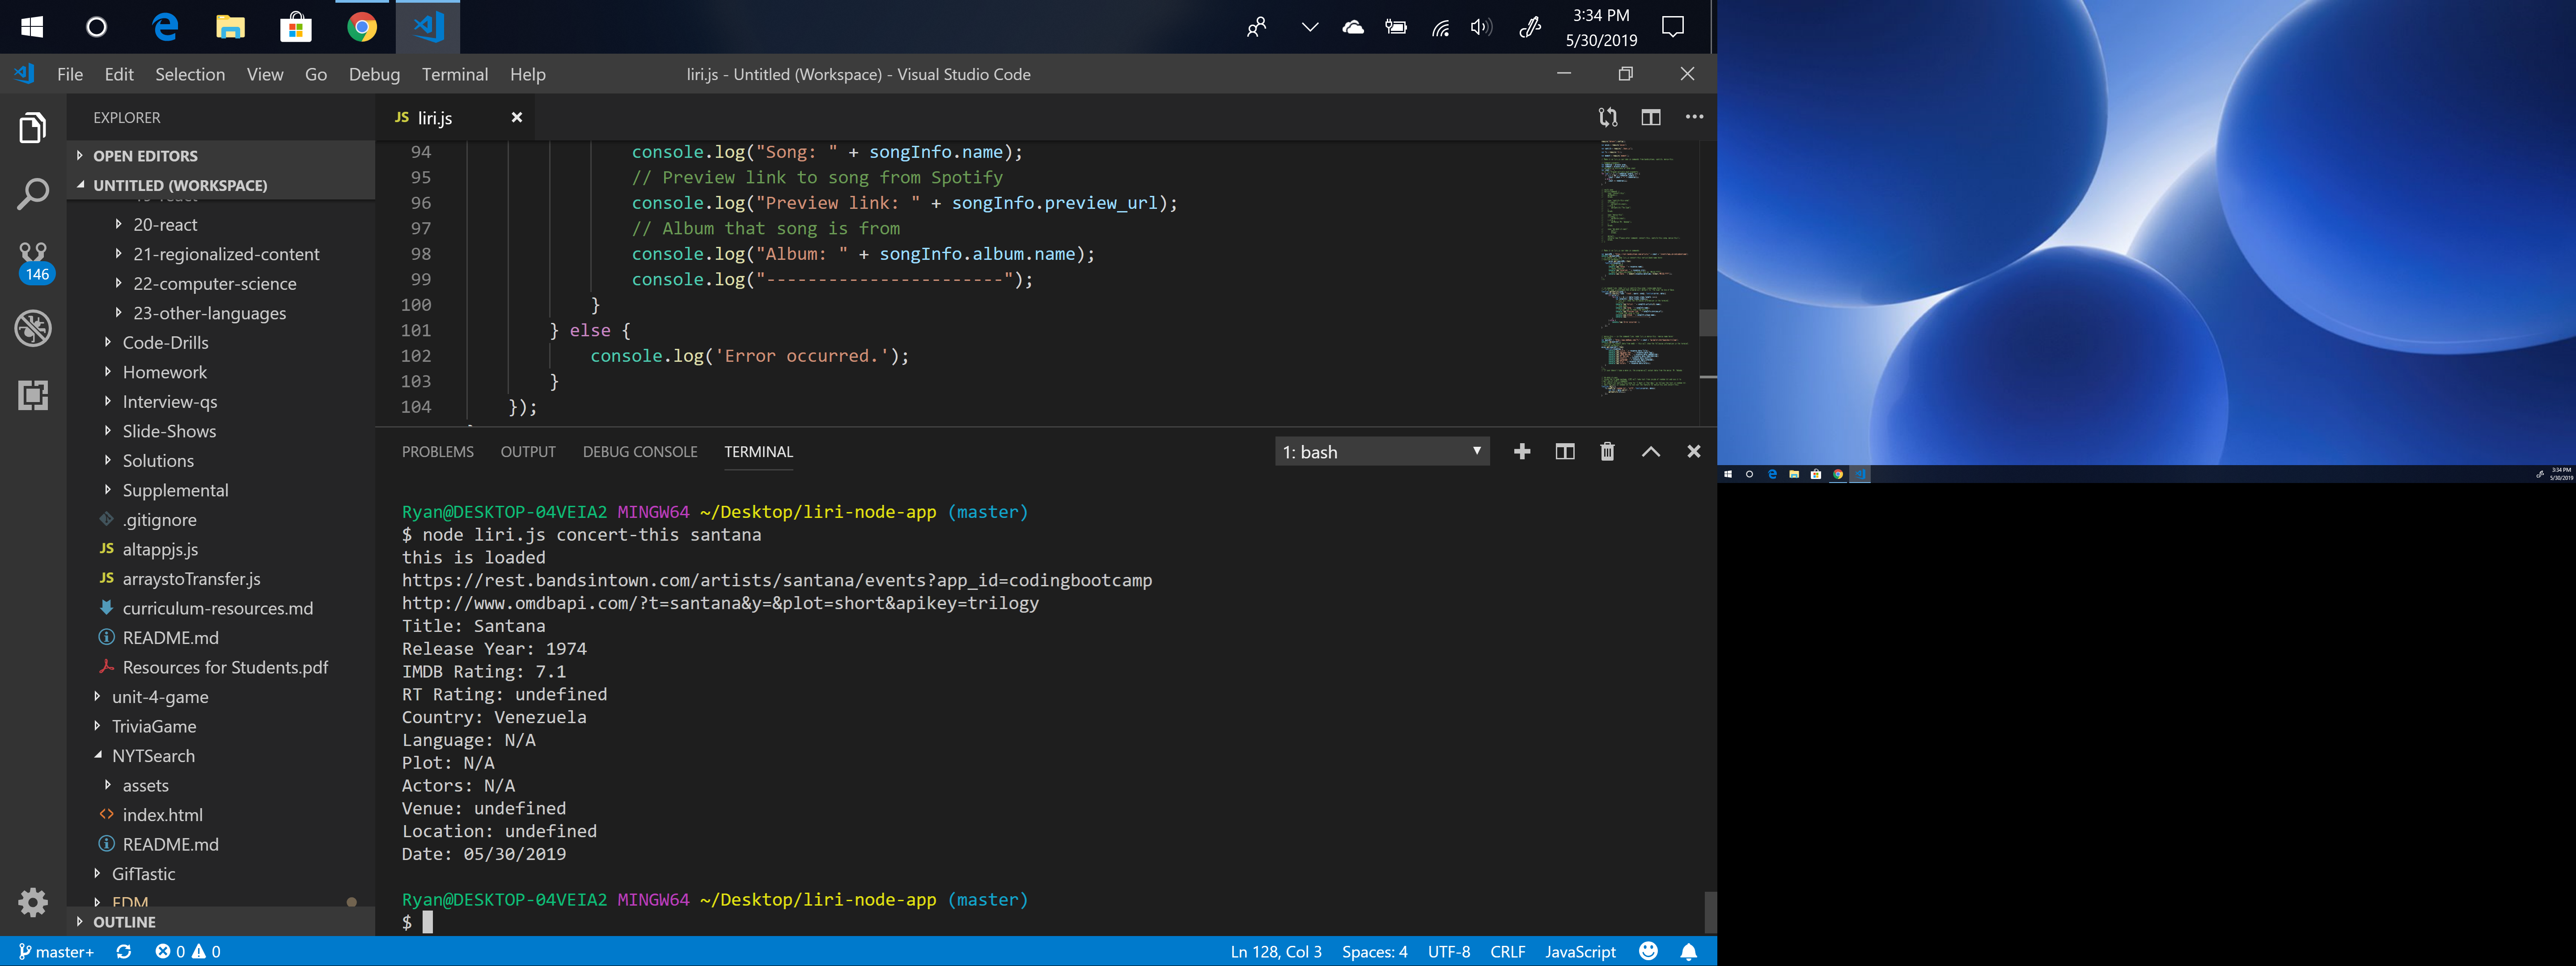 3:34 PM
5/30/2019
File Edit Selection View Go Debug Terminal Help
liri.js - Untitled (Workspace) - Visual Studio Code
EXPLORER
OPEN EDITORS
UNTITLED (WORKSPACE)
20-react
21-regionalized-content
22-computer-science
23-other-languages
Code-Drills
Homework
Interview-qs
Slide-Shows
Solutions
Supplemental
.gitignore
JS altappjs.js
JS arraystoTransfer.js
curriculum-resources.md
README.md
Resources for Students.pdf
unit-4-game
TriviaGame
NYTSearch
assets
index.html
README.md
GifTastic
EDM
OUTLINE
146
JS liri.js
94 console.log("Song: " + songInfo.name);
95 // Preview link to song from Spotify
96 console.log("Preview link: " + songInfo.preview_url);
97 // Album that song is from
98 console.log("Album: " + songInfo.album.name);
99 console.log("-----------------------");
100 }
101 } else {
102 console.log('Error occurred.');
103 }
104 });
PROBLEMS OUTPUT DEBUG CONSOLE TERMINAL
1: bash
Ryan@DESKTOP-04VEIA2 MINGW64 ~/Desktop/liri-node-app (master)
$ node liri.js concert-this santana
this is loaded
https://rest.bandsintown.com/artists/santana/events?app_id=codingbootcamp
http://www.omdbapi.com/?t=santana&y=&plot=short&apikey=trilogy
Title: Santana
Release Year: 1974
IMDB Rating: 7.1
RT Rating: undefined
Country: Venezuela
Language: N/A
Plot: N/A
Actors: N/A
Venue: undefined
Location: undefined
Date: 05/30/2019
Ryan@DESKTOP-04VEIA2 MINGW64 ~/Desktop/liri-node-app (master)
$
master+ 0 0
Ln 128, Col 3 Spaces: 4 UTF-8 CRLF JavaScript
3:34 PM
5/30/2019